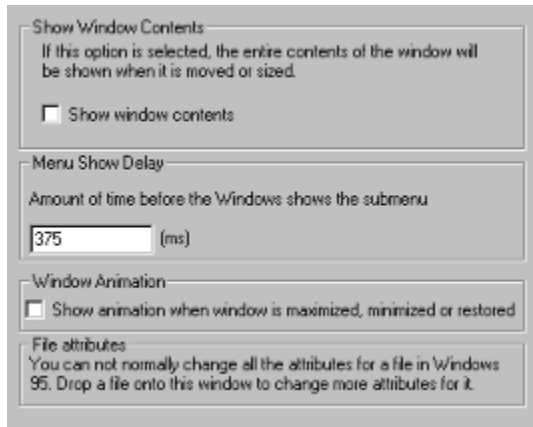 Show Window Contents
If this option is selected, the entire contents of the window will
be shown when it is moved or sized.
Show window contents
Menu Show Delay
Amount of time before the Windows shows the submenu
375 (ms)
Window Animation
Show animation when window is maximized, minimized or restored
File attributes
You can not normally change all the attributes for a file in Windows
95. Drop a file onto this window to change more attributes for it.